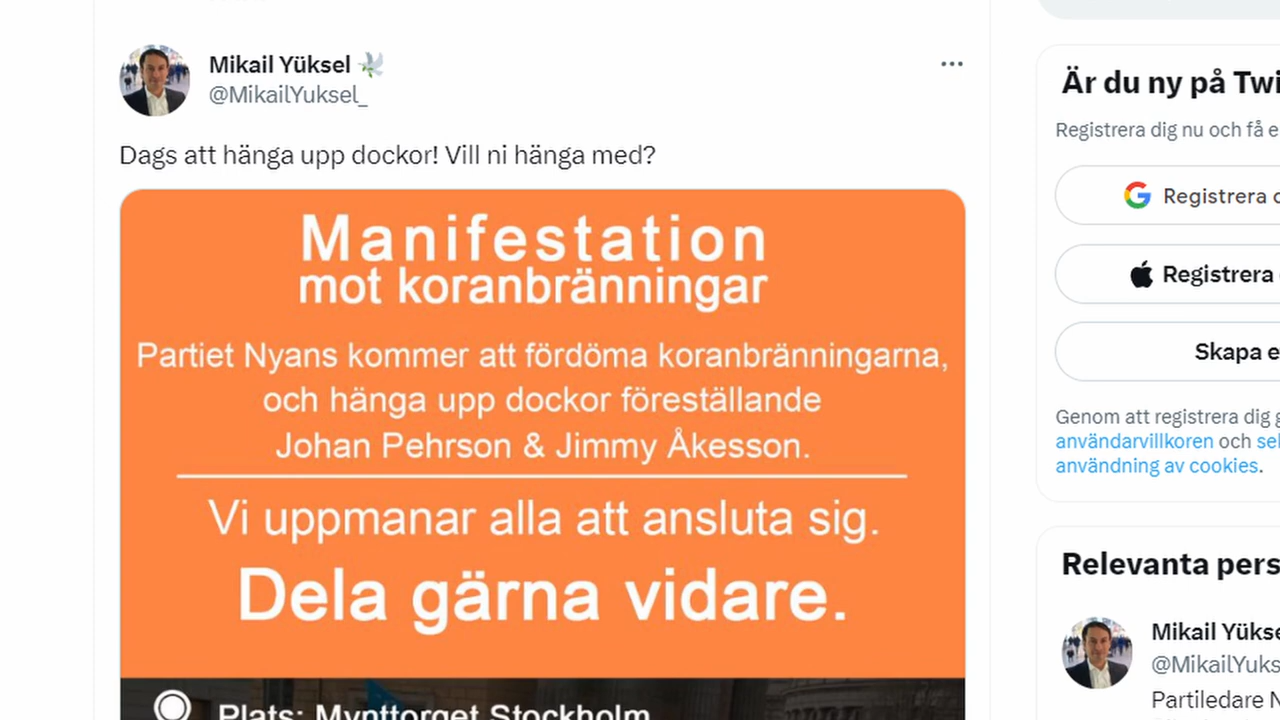 Mikail Yüksel
@MikailYuksel_
Dags att hänga upp dockor! Vill ni hänga med?
Manifestation
mot koranbränningar
Partiet Nyans kommer att fördöma koranbränningarna,
och hänga upp dockor föreställande
Johan Pehrson & Jimmy Åkesson.
Vi uppmanar alla att ansluta sig.
Dela gärna vidare.
Plats: Mynttorget Stockholm
Är du ny på Twi
Registrera dig nu och få e
Registrera
Registrera
Skapa e
Genom att registrera dig g
användarvillkoren och sel
användning av cookies.
Relevanta pers
Mikail Yükse
@MikailYuks
Partiledare N